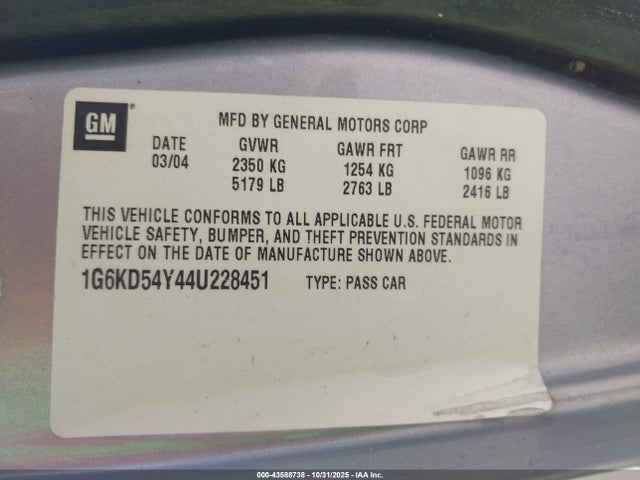 GM
MFD BY GENERAL MOTORS CORP
DATE GVWR GAWR FRT GAWR RR
03/04 2350 KG 1254 KG 1096 KG
5179 LB 2763 LB 2416 LB
THIS VEHICLE CONFORMS TO ALL APPLICABLE U.S. FEDERAL MOTOR
VEHICLE SAFETY, BUMPER, AND THEFT PREVENTION STANDARDS IN
EFFECT ON THE DATE OF MANUFACTURE SHOWN ABOVE.
1G6KD54Y44U228451 TYPE: PASS CAR
000-43588738 - 10/31/2025 - IAA Inc.